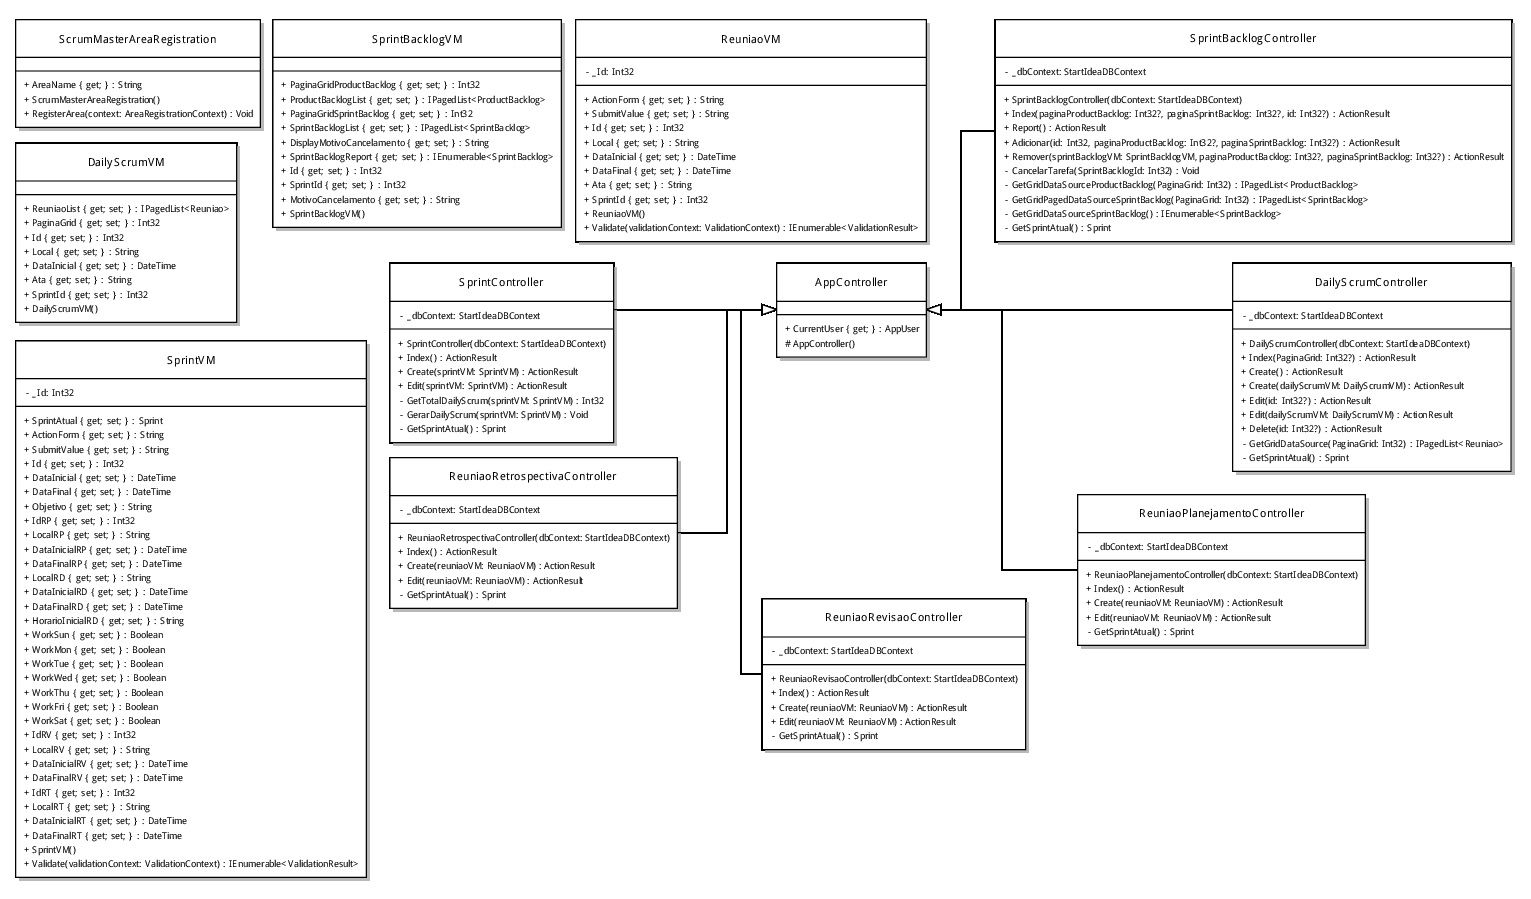 ScrumMasterAreaRegistration
+ AreaName { get; } : String
+ ScrumMasterAreaRegistration()
+ RegisterArea(context: AreaRegistrationContext) : Void
SprintBacklogVM
+ PaginaGridProductBacklog { get; set; } : Int32
+ ProductBacklogList { get; set; } : IPagedList<ProductBacklog>
+ PaginaGridSprintBacklog { get; set; } : Int32
+ SprintBacklogList { get; set; } : IPagedList<SprintBacklog>
+ DisplayMotivoCancelamento { get; set; } : String
+ SprintBacklogReport { get; set; } : IEnumerable<SprintBacklog>
+ Id { get; set; } : Int32
+ SprintId { get; set; } : Int32
+ MotivoCancelamento { get; set; } : String
+ SprintBacklogVM()
ReuniaoVM
- _Id: Int32
+ ActionForm { get; set; } : String
+ SubmitValue { get; set; } : String
+ Id { get; set; } : Int32
+ Local { get; set; } : String
+ DataInicial { get; set; } : DateTime
+ DataFinal { get; set; } : DateTime
+ Ata { get; set; } : String
+ SprintId { get; set; } : Int32
+ ReuniaoVM()
+ Validate(validationContext: ValidationContext) : IEnumerable<ValidationResult>
SprintBacklogController
- _dbContext: StartIdeaDBContext
+ SprintBacklogController(dbContext: StartIdeaDBContext)
+ Index(paginaProductBacklog: Int32?, paginaSprintBacklog: Int32?, id: Int32?) : ActionResult
+ Report() : ActionResult
+ Adicionar(id: Int32, paginaProductBacklog: Int32?, paginaSprintBacklog: Int32?) : ActionResult
+ Remover(sprintBacklogVM: SprintBacklogVM, paginaProductBacklog: Int32?, paginaSprintBacklog: Int32?) : ActionResult
- CancelarTarefa(SprintBacklogId: Int32) : Void
- GetGridDataSourceProductBacklog(PaginaGrid: Int32) : IPagedList<ProductBacklog>
- GetGridPagedDataSourceSprintBacklog(PaginaGrid: Int32) : IPagedList<SprintBacklog>
- GetGridDataSourceSprintBacklog() : IEnumerable<SprintBacklog>
- GetSprintAtual() : Sprint
DailyScrumVM
+ ReuniaoList { get; set; } : IPagedList<Reuniao>
+ PaginaGrid { get; set; } : Int32
+ Id { get; set; } : Int32
+ Local { get; set; } : String
+ DataInicial { get; set; } : DateTime
+ Ata { get; set; } : String
+ SprintId { get; set; } : Int32
+ DailyScrumVM()
SprintController
- _dbContext: StartIdeaDBContext
+ SprintController(dbContext: StartIdeaDBContext)
+ Index() : ActionResult
+ Create(sprintVM: SprintVM) : ActionResult
+ Edit(sprintVM: SprintVM) : ActionResult
- GetTotalDailyScrum(sprintVM: SprintVM) : Int32
- GerarDailyScrum(sprintVM: SprintVM) : Void
- GetSprintAtual() : Sprint
AppController
+ CurrentUser { get; } : AppUser
# AppController()
DailyScrumController
- _dbContext: StartIdeaDBContext
+ DailyScrumController(dbContext: StartIdeaDBContext)
+ Index(PaginaGrid: Int32?) : ActionResult
+ Create() : ActionResult
+ Create(dailyScrumVM: DailyScrumVM) : ActionResult
+ Edit(id: Int32?) : ActionResult
+ Edit(dailyScrumVM: DailyScrumVM) : ActionResult
+ Delete(id: Int32?) : ActionResult
- GetGridDataSource(PaginaGrid: Int32) : IPagedList<Reuniao>
- GetSprintAtual() : Sprint
SprintVM
- _Id: Int32
+ SprintAtual { get; set; } : Sprint
+ ActionForm { get; set; } : String
+ SubmitValue { get; set; } : String
+ Id { get; set; } : Int32
+ DataInicial { get; set; } : DateTime
+ DataFinal { get; set; } : DateTime
+ Objetivo { get; set; } : String
+ IdRP { get; set; } : Int32
+ LocalRP { get; set; } : String
+ DataInicialRP { get; set; } : DateTime
+ DataFinalRP { get; set; } : DateTime
+ LocalRD { get; set; } : String
+ DataInicialRD { get; set; } : DateTime
+ DataFinalRD { get; set; } : DateTime
+ HorarioInicialRD { get; set; } : String
+ WorkSun { get; set; } : Boolean
+ WorkMon { get; set; } : Boolean
+ WorkTue { get; set; } : Boolean
+ WorkWed { get; set; } : Boolean
+ WorkThu { get; set; } : Boolean
+ WorkFri { get; set; } : Boolean
+ WorkSat { get; set; } : Boolean
+ IdRV { get; set; } : Int32
+ LocalRV { get; set; } : String
+ DataInicialRV { get; set; } : DateTime
+ DataFinalRV { get; set; } : DateTime
+ IdRT { get; set; } : Int32
+ LocalRT { get; set; } : String
+ DataInicialRT { get; set; } : DateTime
+ DataFinalRT { get; set; } : DateTime
+ SprintVM()
+ Validate(validationContext: ValidationContext) : IEnumerable<ValidationResult>
ReuniaoRetrospectivaController
- _dbContext: StartIdeaDBContext
+ ReuniaoRetrospectivaController(dbContext: StartIdeaDBContext)
+ Index() : ActionResult
+ Create(reuniaoVM: ReuniaoVM) : ActionResult
+ Edit(reuniaoVM: ReuniaoVM) : ActionResult
- GetSprintAtual() : Sprint
ReuniaoPlanejamentoController
- _dbContext: StartIdeaDBContext
+ ReuniaoPlanejamentoController(dbContext: StartIdeaDBContext)
+ Index() : ActionResult
+ Create(reuniaoVM: ReuniaoVM) : ActionResult
+ Edit(reuniaoVM: ReuniaoVM) : ActionResult
- GetSprintAtual() : Sprint
ReuniaoRevisaoController
- _dbContext: StartIdeaDBContext
+ ReuniaoRevisaoController(dbContext: StartIdeaDBContext)
+ Index() : ActionResult
+ Create(reuniaoVM: ReuniaoVM) : ActionResult
+ Edit(reuniaoVM: ReuniaoVM) : ActionResult
- GetSprintAtual() : Sprint